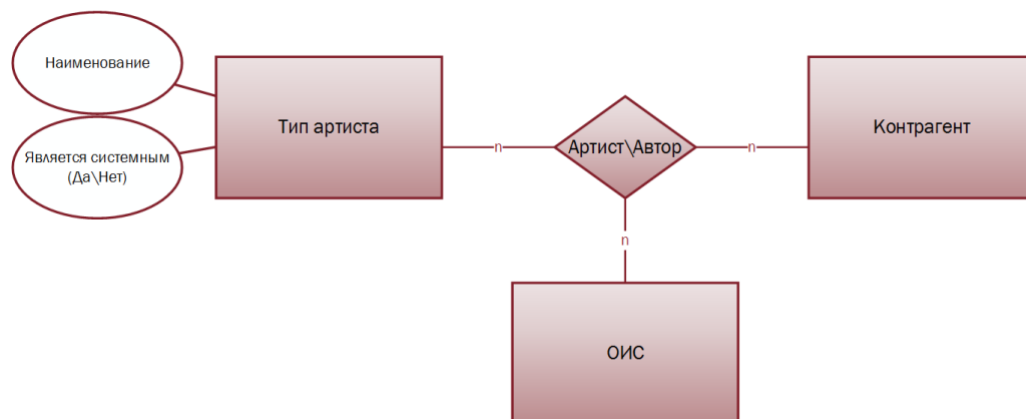 Наименование
Является системным
(Да\Нет)
Тип артиста
n
Артист\Автор
n
Контрагент
n
ОИС